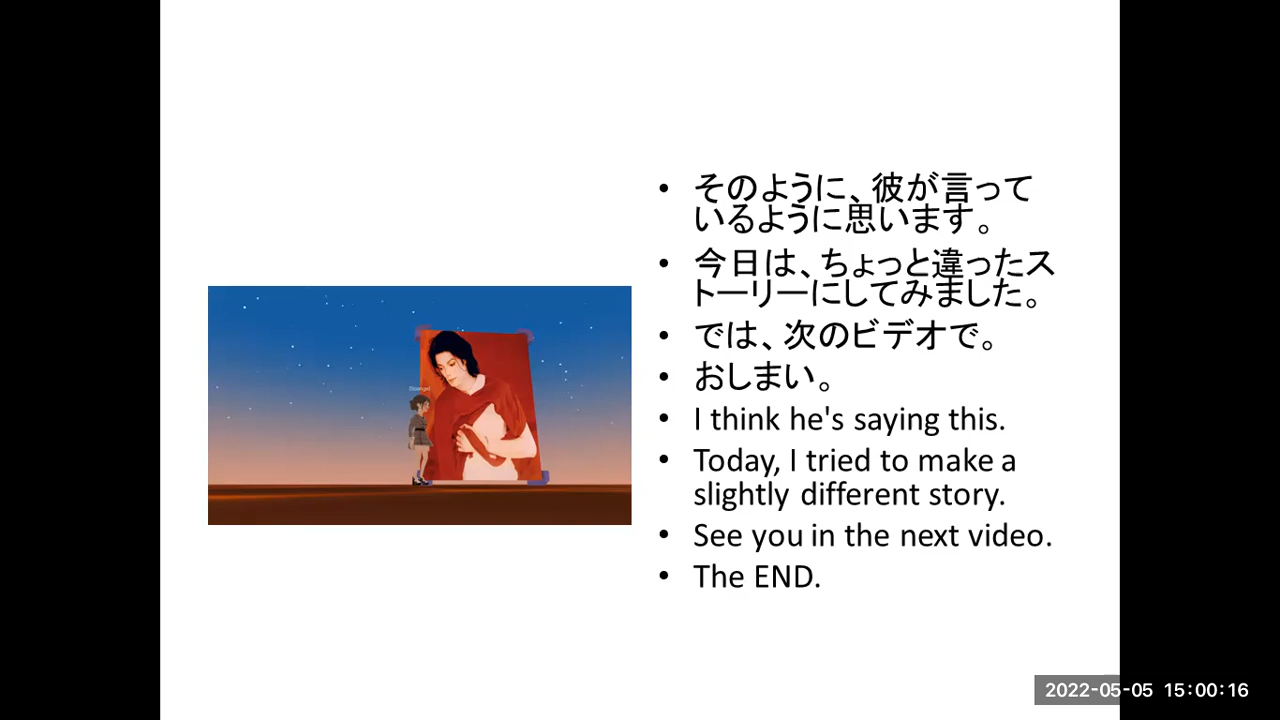 • そのように、彼が言って
いるように思います。
• 今日は、ちょっと違ったス
トーリーにしてみました。
• では、次のビデオで。
• おしまい。
• I think he's saying this.
• Today, I tried to make a
slightly different story.
• See you in the next video.
• The END.
2022-05-05 15:00:16